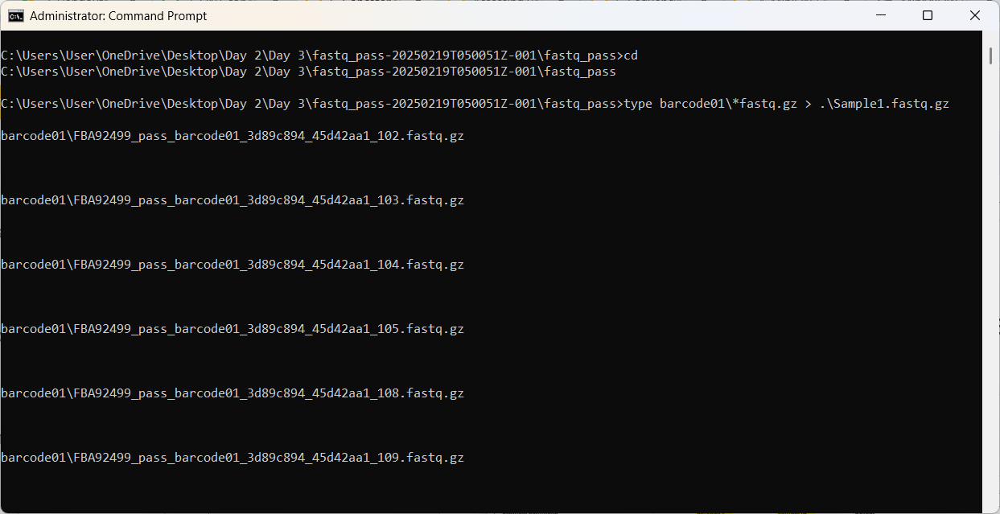 Administrator: Command Prompt
C:\Users\User\OneDrive\Desktop\Day 2\Day 3\fastq_pass-20250219T050051Z-001\fastq_pass>cd
C:\Users\User\OneDrive\Desktop\Day 2\Day 3\fastq_pass-20250219T050051Z-001\fastq_pass
C:\Users\User\OneDrive\Desktop\Day 2\Day 3\fastq_pass-20250219T050051Z-001\fastq_pass>type barcode01\*fastq.gz > .\Sample1.fastq.gz
barcode01\FBA92499_pass_barcode01_3d89c894_45d42aa1_102.fastq.gz
barcode01\FBA92499_pass_barcode01_3d89c894_45d42aa1_103.fastq.gz
barcode01\FBA92499_pass_barcode01_3d89c894_45d42aa1_104.fastq.gz
barcode01\FBA92499_pass_barcode01_3d89c894_45d42aa1_105.fastq.gz
barcode01\FBA92499_pass_barcode01_3d89c894_45d42aa1_108.fastq.gz
barcode01\FBA92499_pass_barcode01_3d89c894_45d42aa1_109.fastq.gz